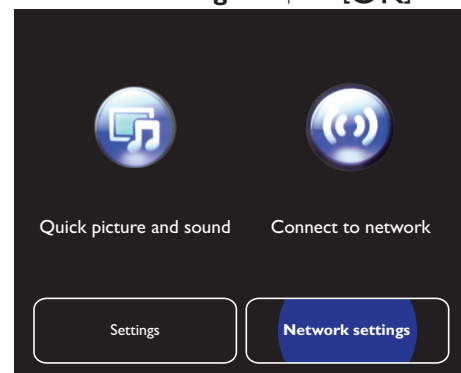 Quick picture and sound
Connect to network
Settings
Network settings